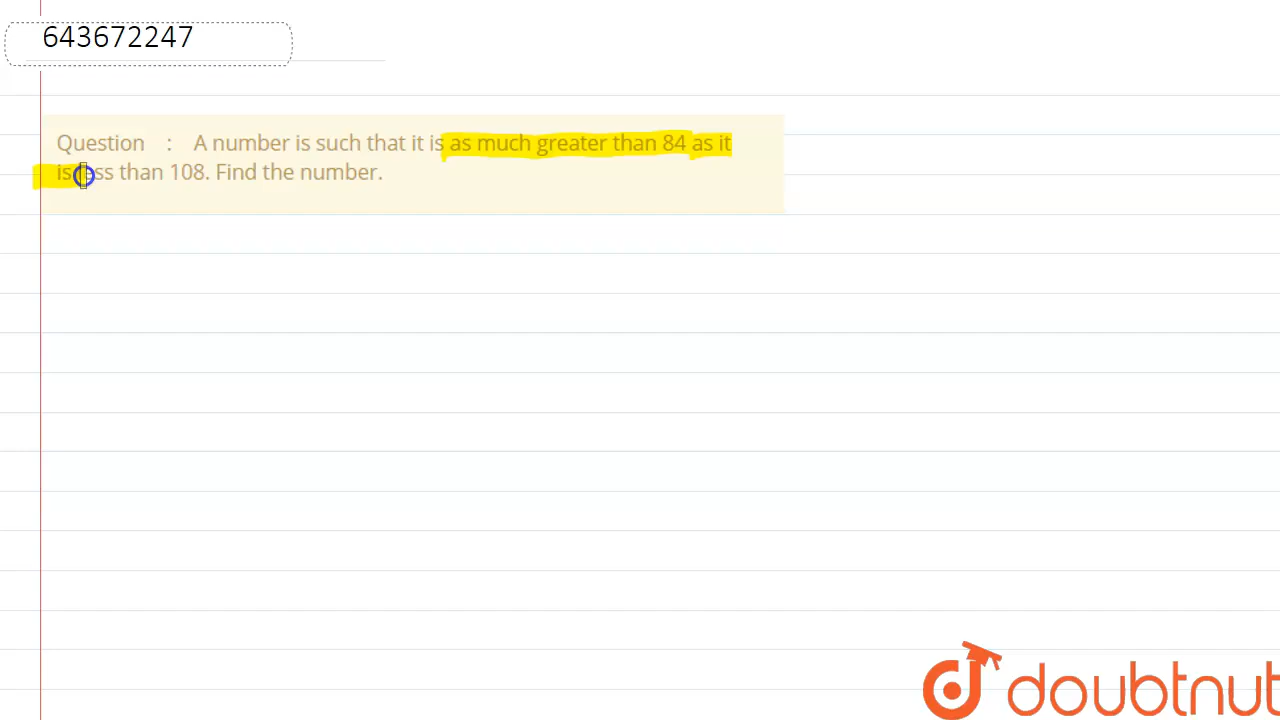 643672247
Question : A number is such that it is as much greater than 84 as it
is less than 108. Find the number.
doubtnut